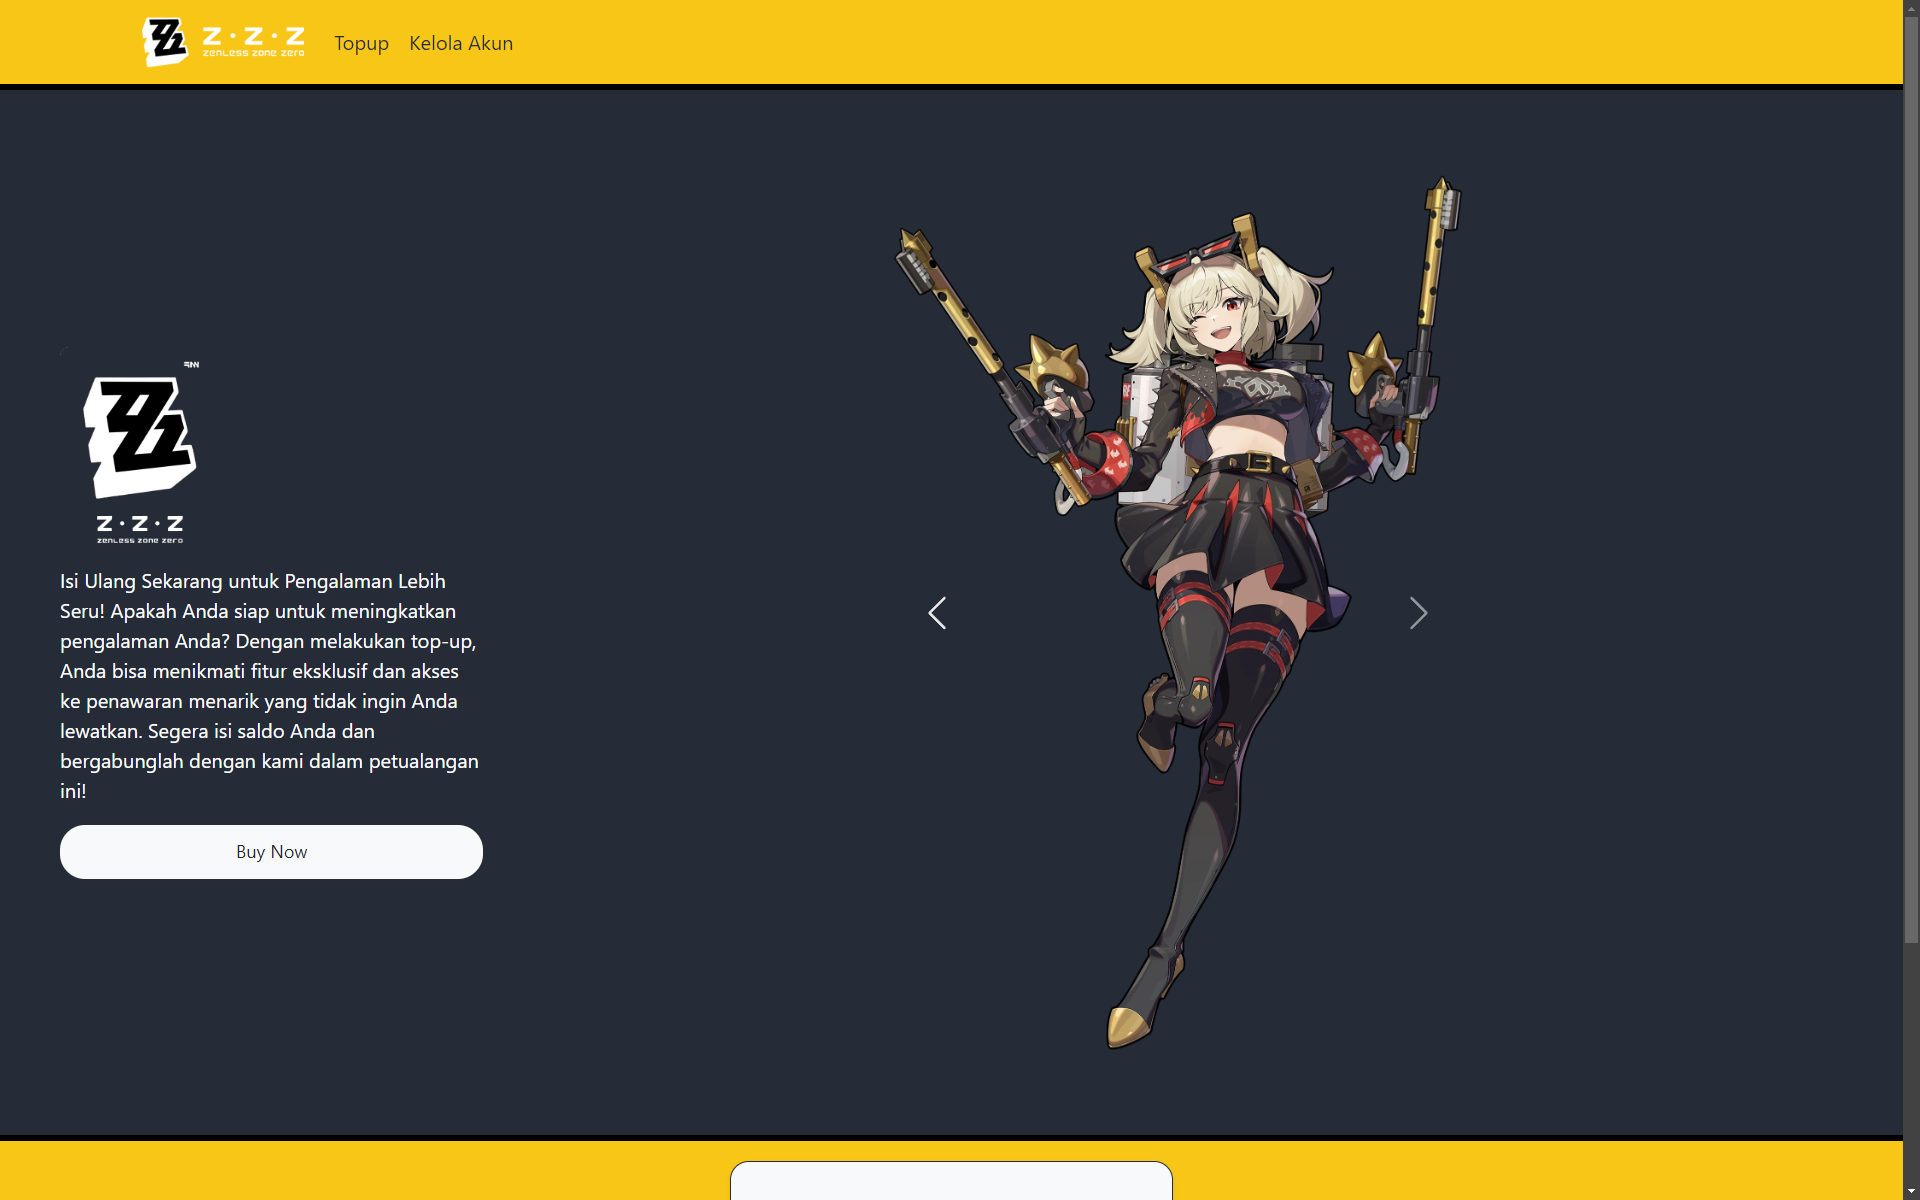 Z·Z·Z
zenless zone zero
Topup
Kelola Akun
Z·Z·Z
zenless zone zero
Isi Ulang Sekarang untuk Pengalaman Lebih
Seru! Apakah Anda siap untuk meningkatkan
pengalaman Anda? Dengan melakukan top-up,
Anda bisa menikmati fitur eksklusif dan akses
ke penawaran menarik yang tidak ingin Anda
lewatkan. Segera isi saldo Anda dan
bergabunglah dengan kami dalam petualangan
ini!
Buy Now